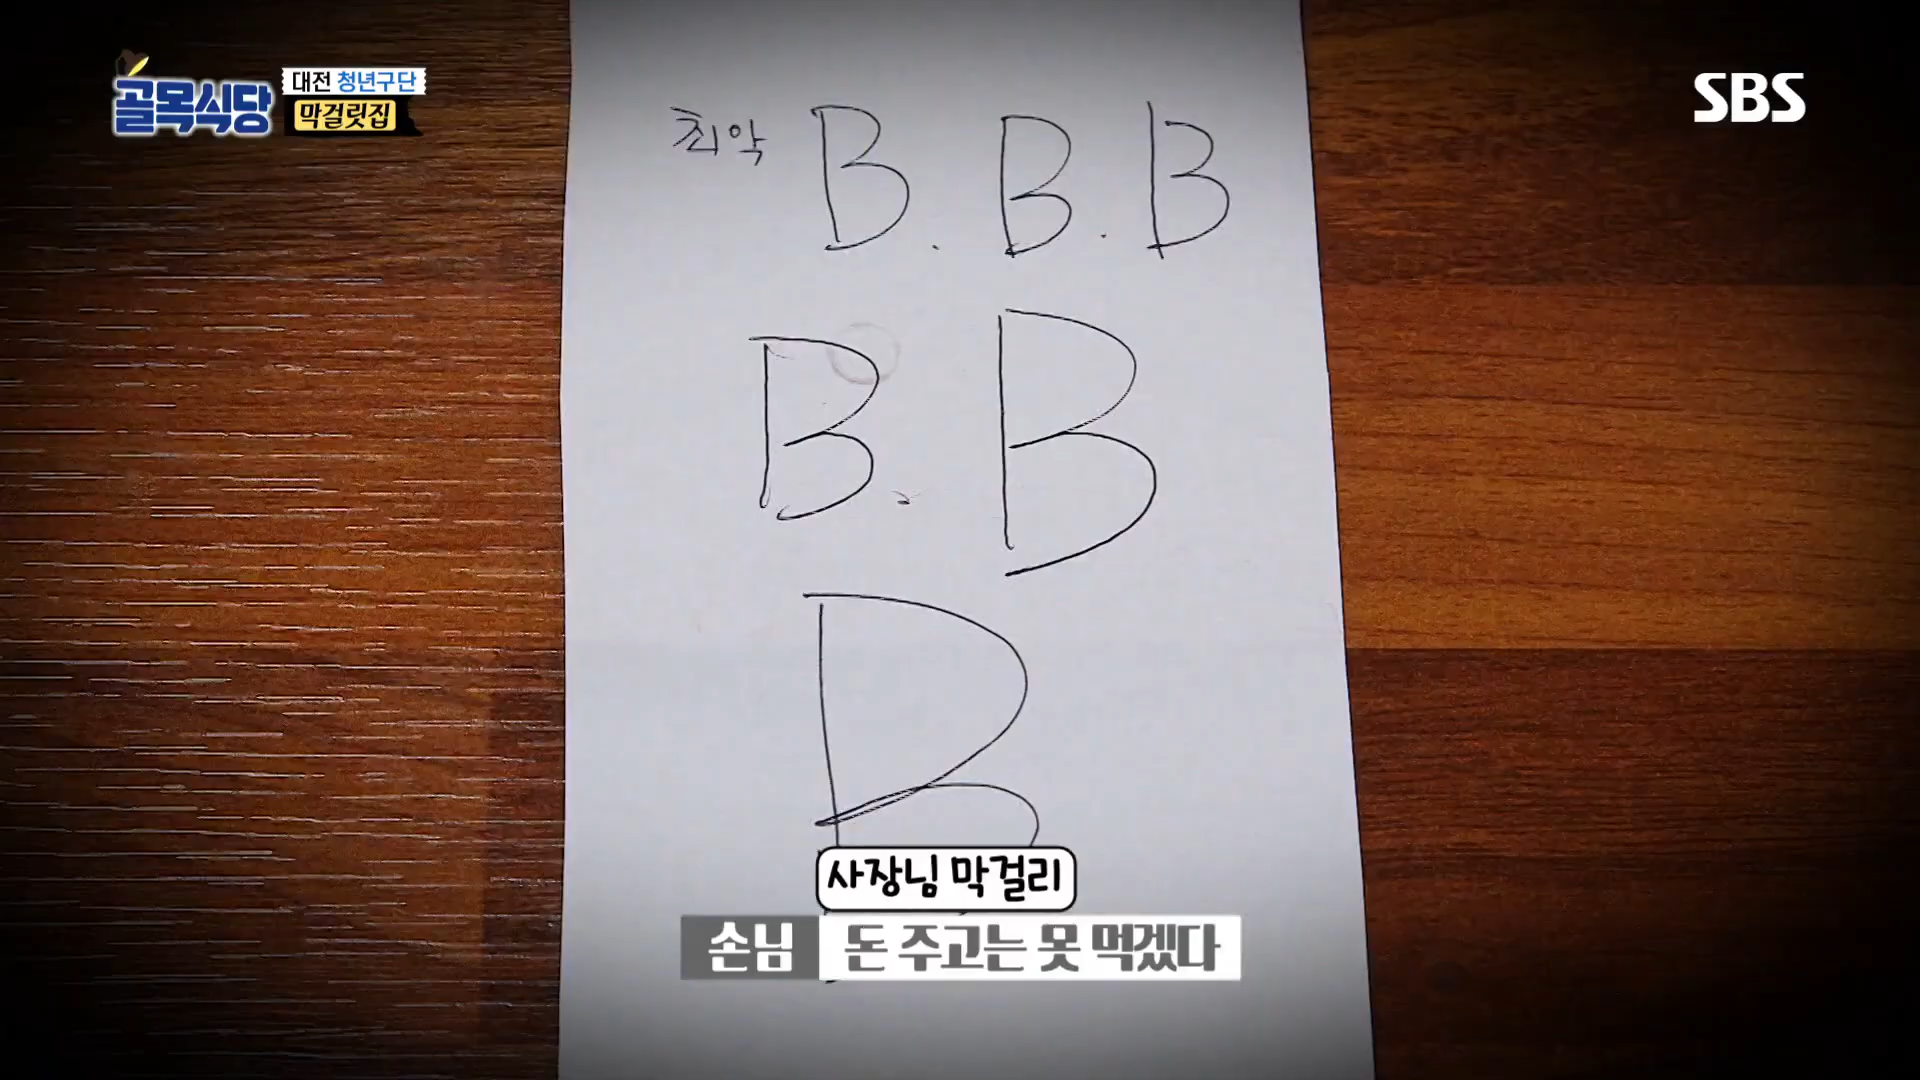 골목식당
대전 청년구단
막걸릿집
SBS
최악 B . B . B
B . B
B
사장님 막걸리
손님 돈 주고는 못 먹겠다